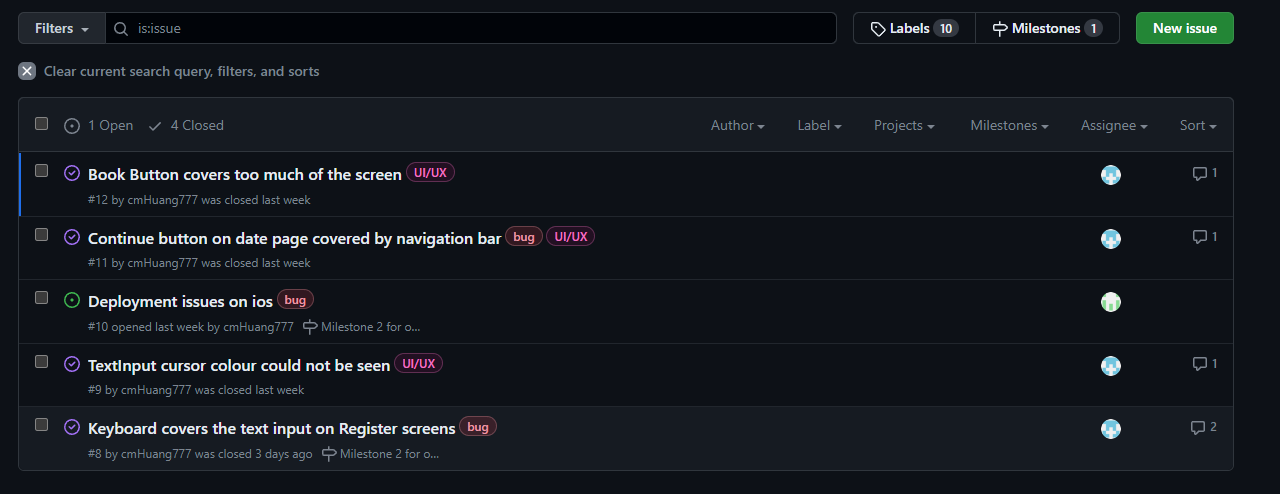 Filters is:issue Labels 10 Milestones 1 New issue
Clear current search query, filters, and sorts
1 Open 4 Closed Author Label Projects Milestones Assignee Sort
Book Button covers too much of the screen UI/UX 1
#12 by cmHuang777 was closed last week
Continue button on date page covered by navigation bar bug UI/UX 1
#11 by cmHuang777 was closed last week
Deployment issues on ios bug
#10 opened last week by cmHuang777 Milestone 2 for o...
TextInput cursor colour could not be seen UI/UX 1
#9 by cmHuang777 was closed last week
Keyboard covers the text input on Register screens bug 2
#8 by cmHuang777 was closed 3 days ago Milestone 2 for o...